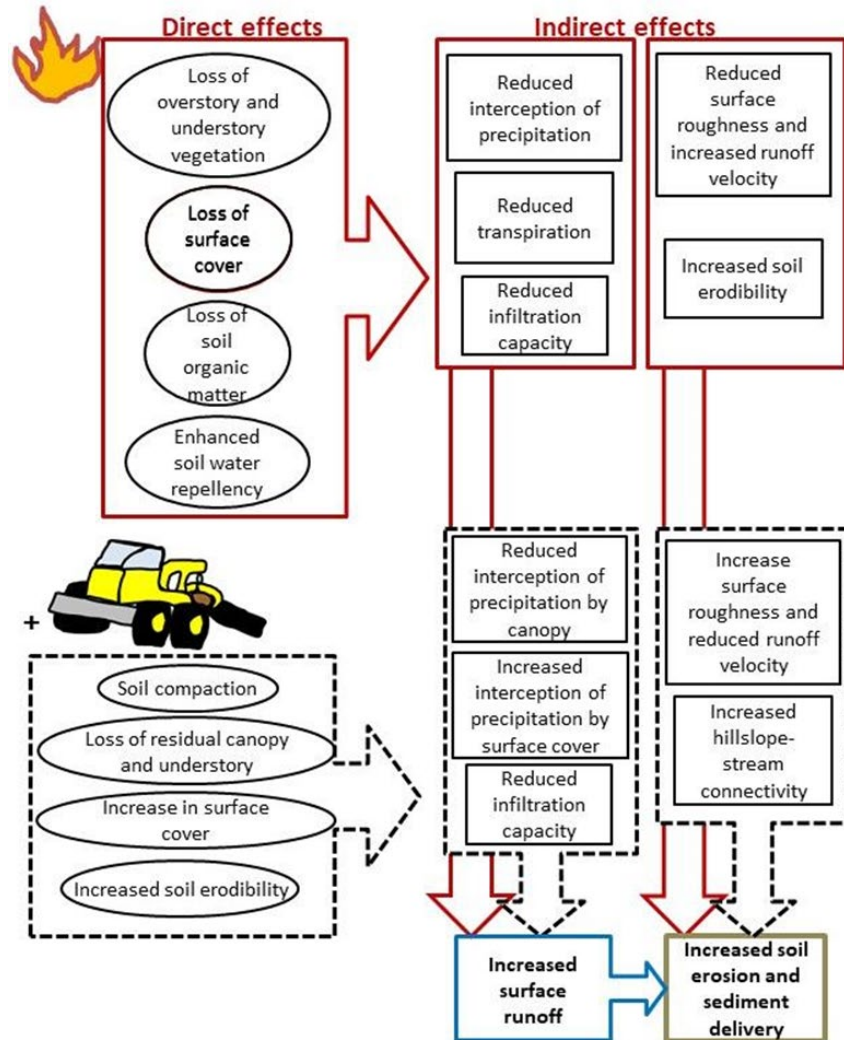 Direct effects
Indirect effects
Loss of
overstory and
understory
vegetation
Loss of
surface
cover
Loss of
soil
organic
matter
Enhanced
soil water
repellency
Reduced
interception of
precipitation
Reduced
transpiration
Reduced
infiltration
capacity
Reduced
surface
roughness and
increased runoff
velocity
Increased soil
erodibility
+
Soil compaction
Loss of residual canopy
and understory
Increase in surface
cover
Increased soil erodibility
Reduced
interception of
precipitation by
canopy
Increased
interception of
precipitation by
surface cover
Reduced
infiltration
capacity
Increase
surface
roughness and
reduced runoff
velocity
Increased
hillslope-
stream
connectivity
Increased
surface
runoff
Increased soil
erosion and
sediment
delivery